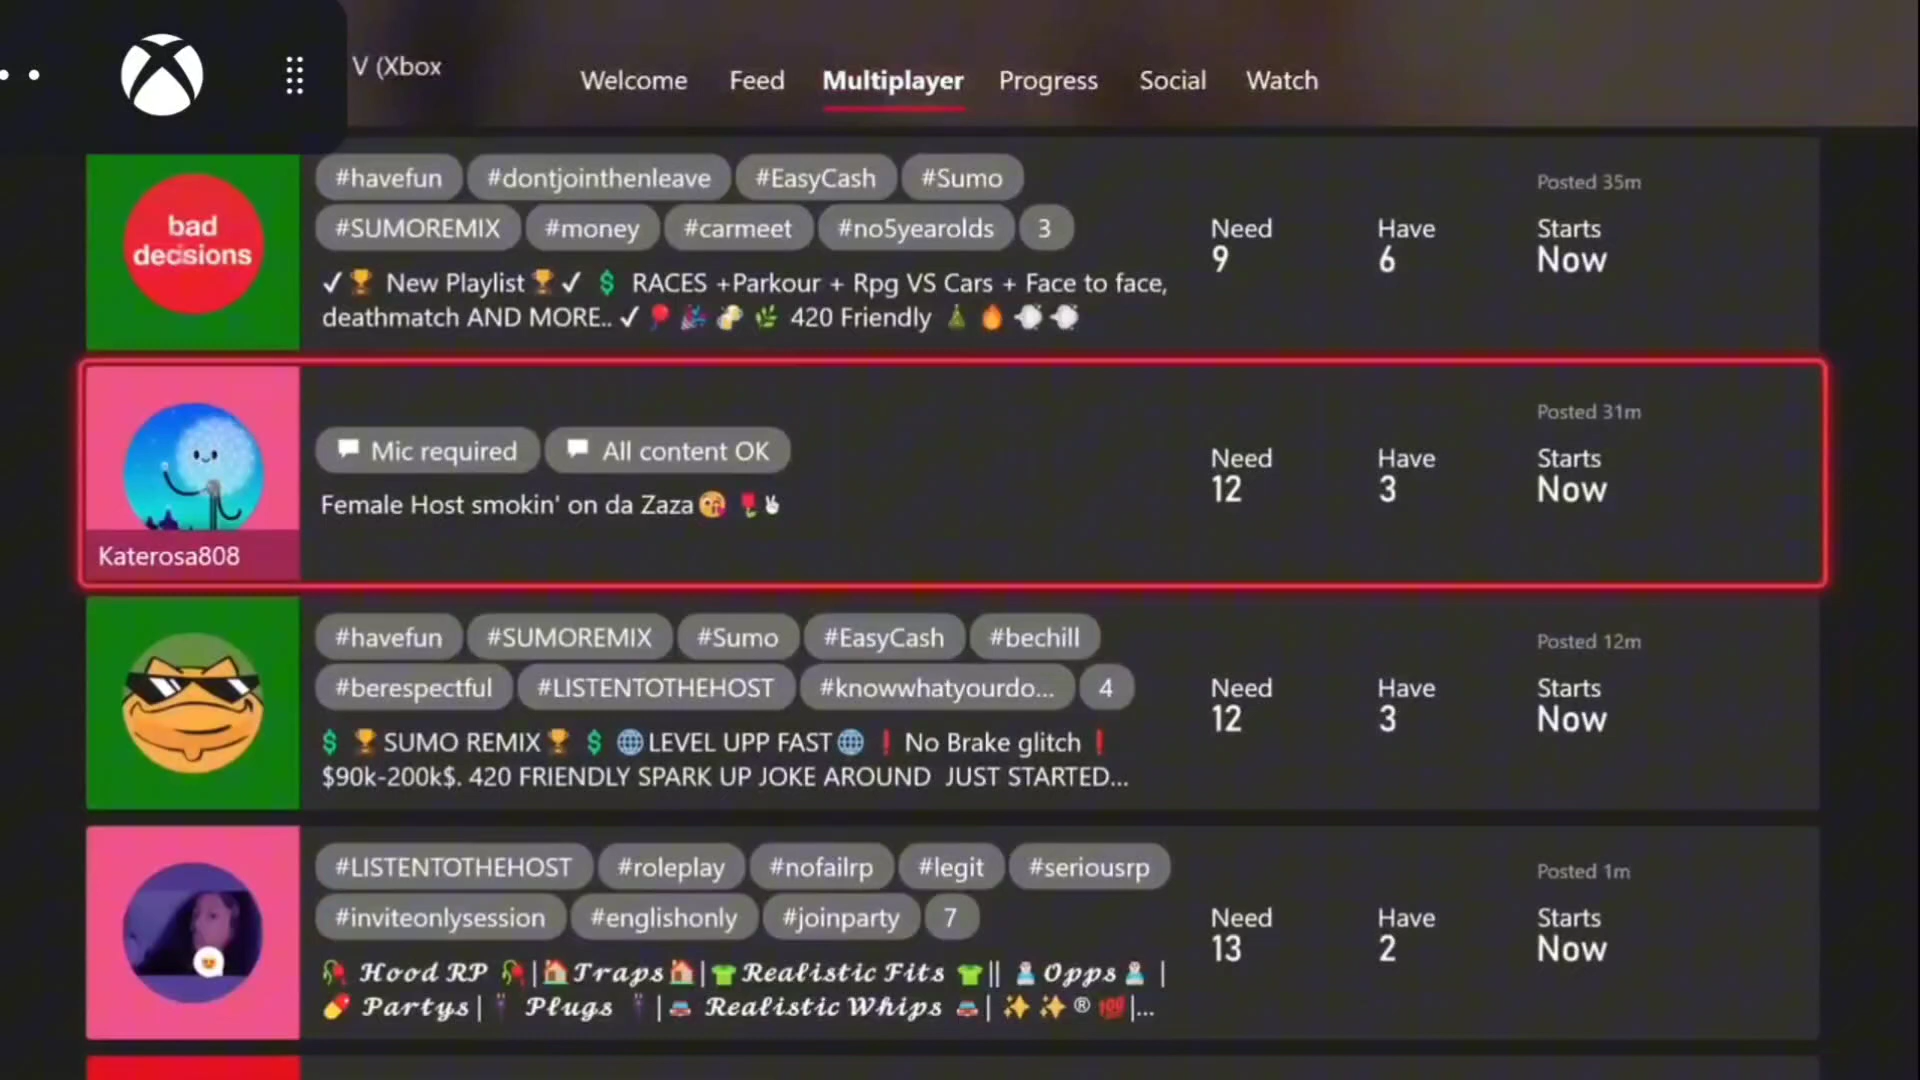 V (Xbox
Welcome Feed Multiplayer Progress Social Watch
bad
decisions
#havefun #dontjointhenleave #EasyCash #Sumo
#SUMOREMIX #money #carmeet #no5yearolds 3
✓🏆 New Playlist🏆✓ 💲 RACES +Parkour + Rpg VS Cars + Face to face,
deathmatch AND MORE.. ✓🎈🎉🍻🌿 420 Friendly 🎄🔥💨💨
Need
9
Have
6
Posted 35m
Starts
Now
Katerosa808
Mic required All content OK
Female Host smokin' on da Zaza😘🌹✌
Need
12
Have
3
Posted 31m
Starts
Now
#havefun #SUMOREMIX #Sumo #EasyCash #bechill
#berespectful #LISTENTOTHEHOST #knowwhatyourdo... 4
💲 🏆SUMO REMIX🏆 💲 🌐LEVEL UPP FAST🌐 ❗ No Brake glitch❗
$90k-200k$. 420 FRIENDLY SPARK UP JOKE AROUND JUST STARTED...
Need
12
Have
3
Posted 12m
Starts
Now
#LISTENTOTHEHOST #roleplay #nofailrp #legit #seriousrp
#inviteonlysession #englishonly #joinparty 7
🥀 𝓗𝓸𝓸𝓭 𝓡𝓟 🥀|🏠𝓣𝓻𝓪𝓹𝓼🏠|👕𝓡𝓮𝓪𝓵𝓲𝓼𝓽𝓲𝓬 𝓕𝓲𝓽𝓼 👕|| 𝓞𝓹𝓹𝓼 |
💊 𝓟𝓪𝓻𝓽𝔂𝓼| 𝓟𝓵𝓾𝓰𝓼 |🚘 𝓡𝓮𝓪𝓵𝓲𝓼𝓽𝓲𝓬 𝓦𝓱𝓲𝓹𝓼 🚘| ✨ ✨ ® 💯|...
Need
13
Have
2
Posted 1m
Starts
Now